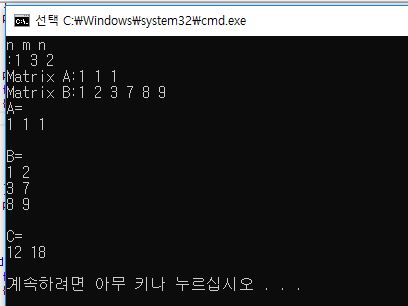 선택 C:₩Windows₩system32₩cmd.exe
n m n
:1 3 2
Matrix A:1 1 1
Matrix B:1 2 3 7 8 9
A=
1 1 1
B=
1 2
3 7
8 9
C=
12 18
계속하려면 아무 키나 누르십시오 . . .